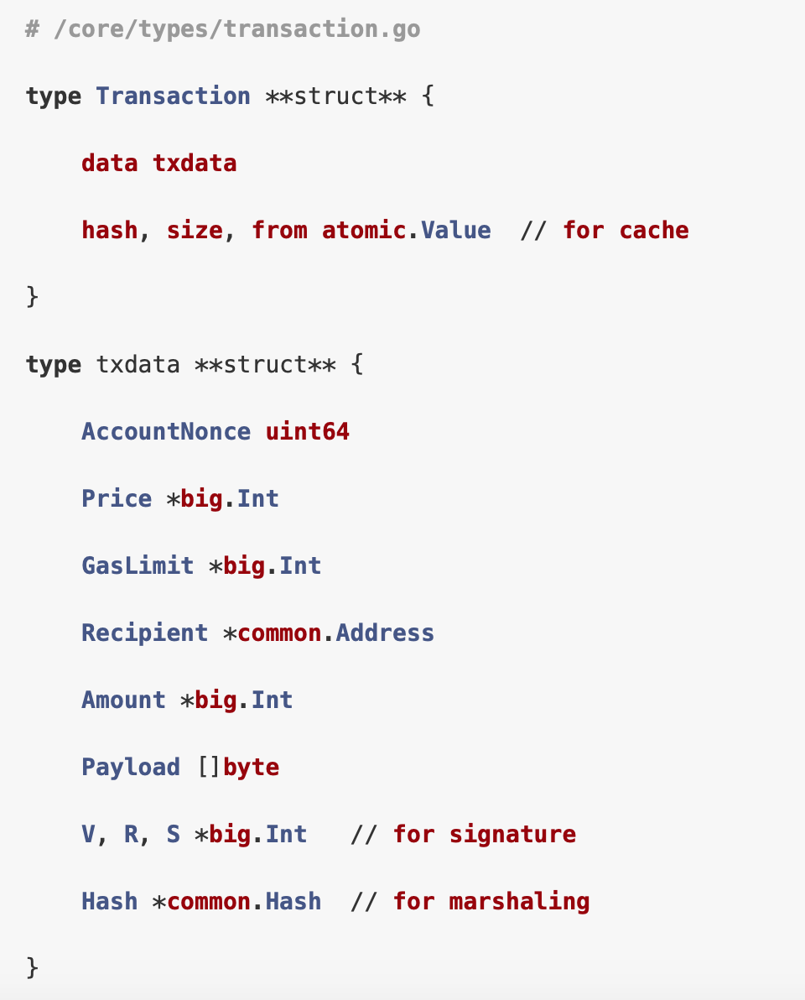 # /core/types/transaction.go
type Transaction **struct** {
data txdata
hash, size, from atomic.Value  // for cache
}
type txdata **struct** {
AccountNonce uint64
Price *big.Int
GasLimit *big.Int
Recipient *common.Address
Amount *big.Int
Payload []byte
V, R, S *big.Int   // for signature
Hash *common.Hash  // for marshaling
}